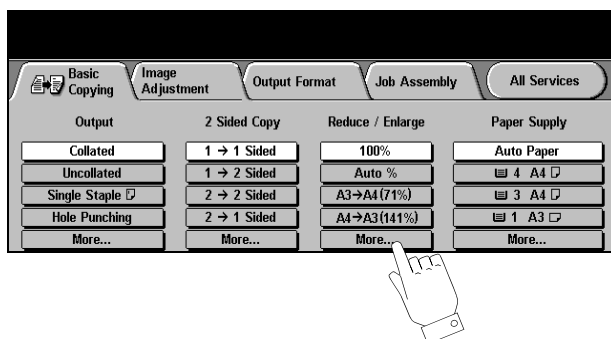 Basic Copying
Image Adjustment
Output Format
Job Assembly
All Services
Output
2 Sided Copy
Reduce / Enlarge
Paper Supply
Collated
1 → 1 Sided
100%
Auto Paper
Uncollated
1 → 2 Sided
Auto %
4 A4
Single Staple
2 → 2 Sided
A3→A4(71%)
3 A4
Hole Punching
2 → 1 Sided
A4→A3(141%)
1 A3
More...
More...
More...
More...